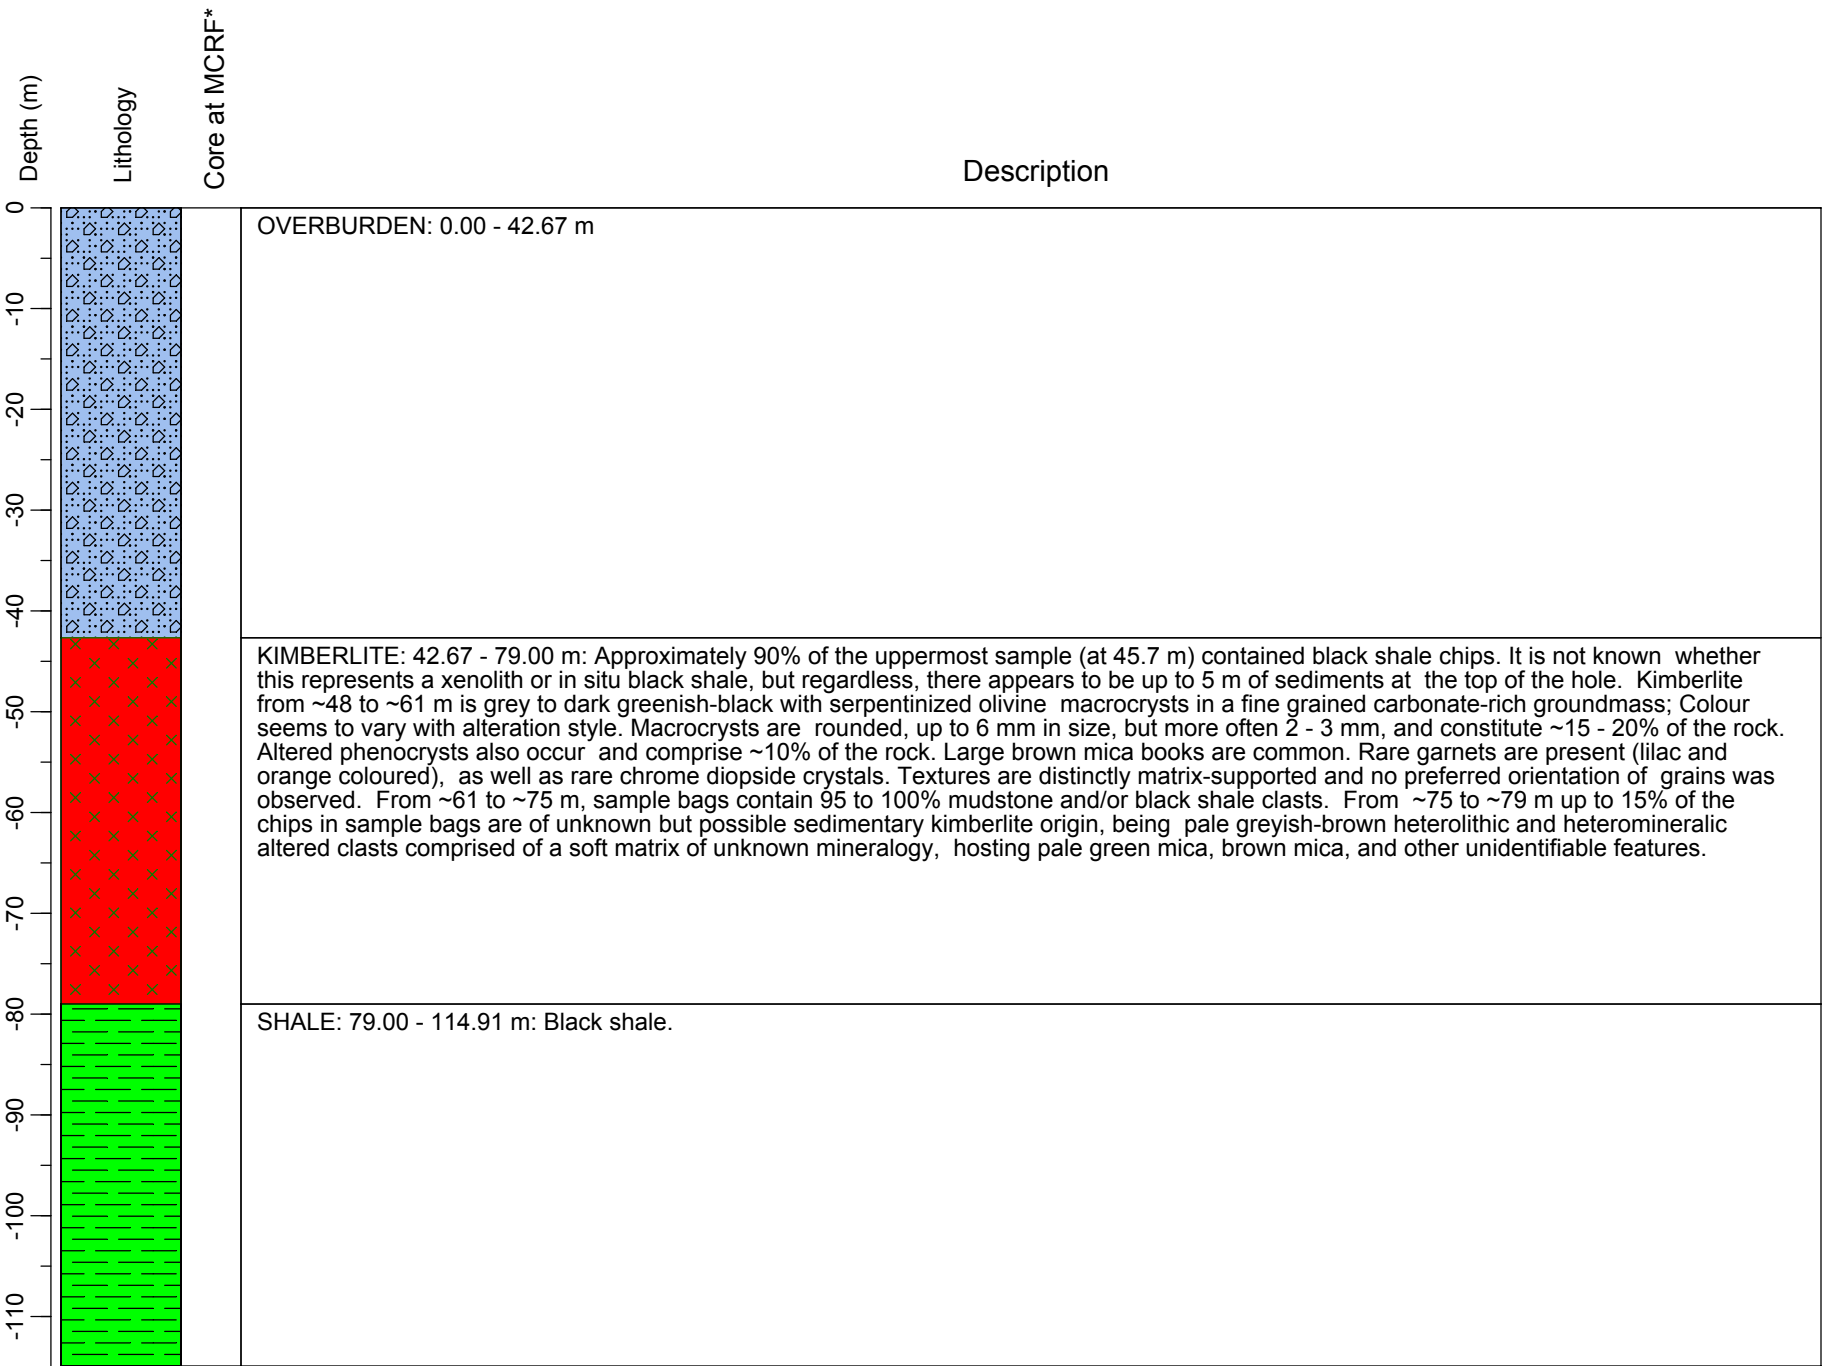 Depth (m)
Lithology
Core at MCRF*
Description
0
OVERBURDEN: 0.00 - 42.67 m
-10
-20
-30
-40
KIMBERLITE: 42.67 - 79.00 m: Approximately 90% of the uppermost sample (at 45.7 m) contained black shale chips. It is not known  whether
this represents a xenolith or in situ black shale, but regardless, there appears to be up to 5 m of sediments at  the top of the hole.  Kimberlite
from ~48 to ~61 m is grey to dark greenish-black with serpentinized olivine  macrocrysts in a fine grained carbonate-rich groundmass; Colour
seems to vary with alteration style. Macrocrysts are  rounded, up to 6 mm in size, but more often 2 - 3 mm, and constitute ~15 - 20% of the rock.
Altered phenocrysts also occur  and comprise ~10% of the rock. Large brown mica books are common. Rare garnets are present (lilac and
orange coloured),  as well as rare chrome diopside crystals. Textures are distinctly matrix-supported and no preferred orientation of  grains was
observed.  From ~61 to ~75 m, sample bags contain 95 to 100% mudstone and/or black shale clasts.  From  ~75 to ~79 m up to 15% of the
chips in sample bags are of unknown but possible sedimentary kimberlite origin, being  pale greyish-brown heterolithic and heteromineralic
altered clasts comprised of a soft matrix of unknown mineralogy,  hosting pale green mica, brown mica, and other unidentifiable features.
-50
-60
-70
-80
SHALE: 79.00 - 114.91 m: Black shale.
-90
-100
-110